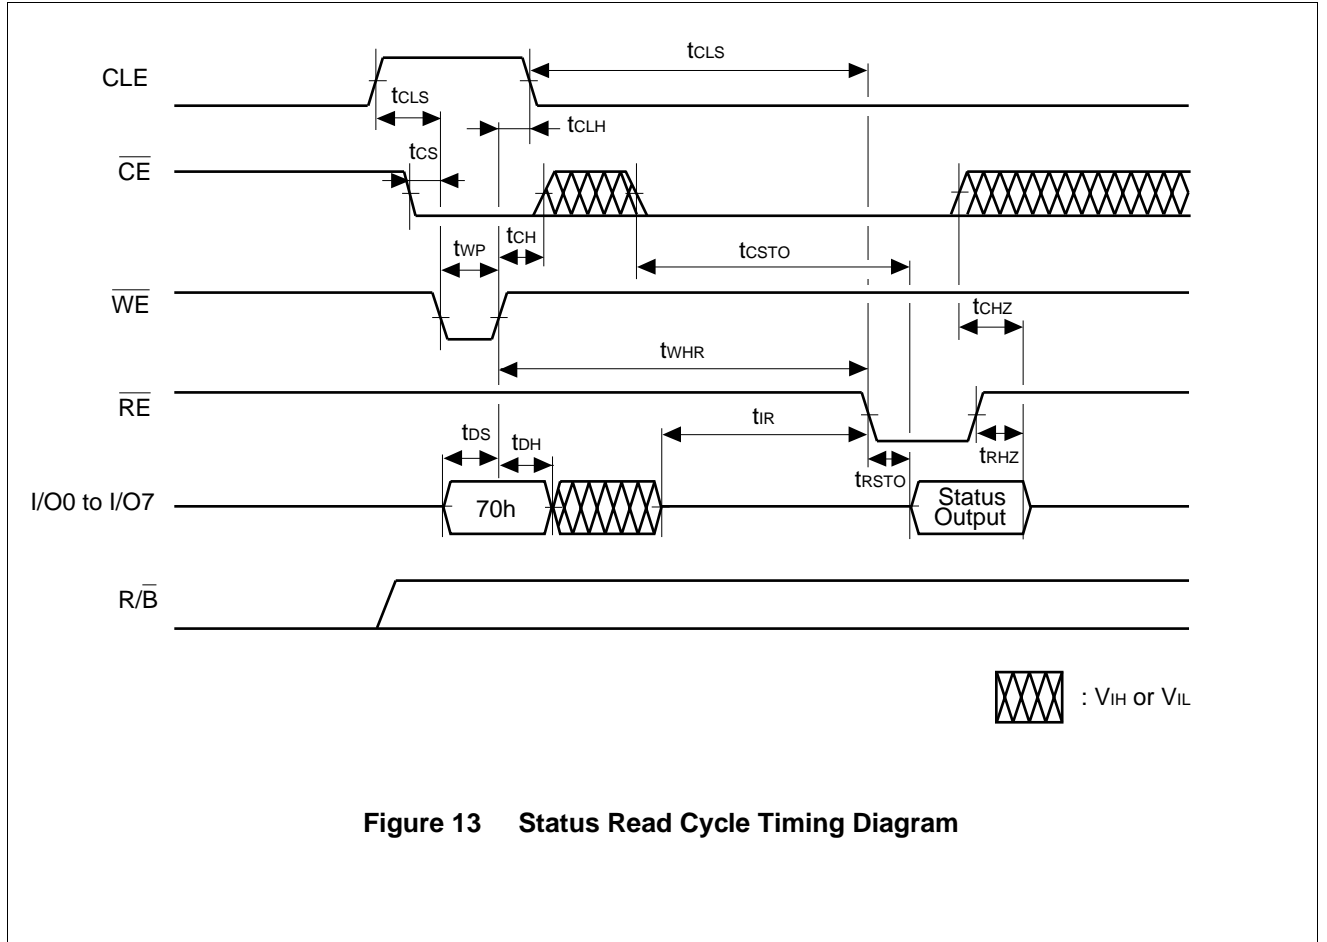 tCLS
CLE
tCLS
tCLH
tCS
CE
tWP
tCH
tCSTO
WE
tCHZ
tWHR
RE
tIR
tDS
tDH
tRHZ
tRSTO
I/O0 to I/O7
70h
Status
Output
R/B
: VIH or VIL
Figure 13 Status Read Cycle Timing Diagram